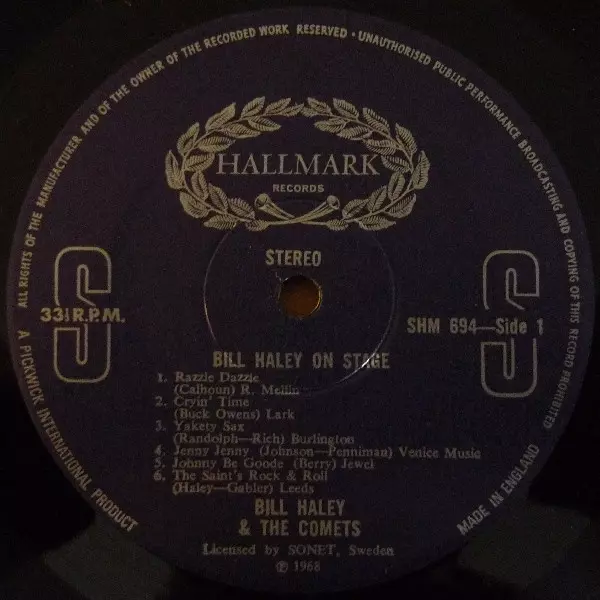 ALL RIGHTS OF THE MANUFACTURER AND OF THE OWNER OF THE RECORDED WORK RESERVED · UNAUTHORISED PUBLIC PERFORMANCE BROADCASTING AND COPYING OF THIS RECORD PROHIBITED
HALLMARK
RECORDS
STEREO
S
S
33⅓ R.P.M.
SHM 694—Side 1
BILL HALEY ON STAGE
1. Razzle Dazzle
(Calhoun) R. Mellin
2. Cryin' Time
(Buck Owens) Lark
3. Yakety Sax
(Randolph—Rich) Burlington
4. Jenny Jenny (Johnson—Penniman) Venice Music
5. Johnny Be Goode (Berry) Jewel
6. The Saint's Rock & Roll
(Haley—Gabler) Leeds
BILL HALEY
& THE COMETS
Licensed by SONET, Sweden
℗ 1968
A PICKWICK INTERNATIONAL PRODUCT
MADE IN ENGLAND